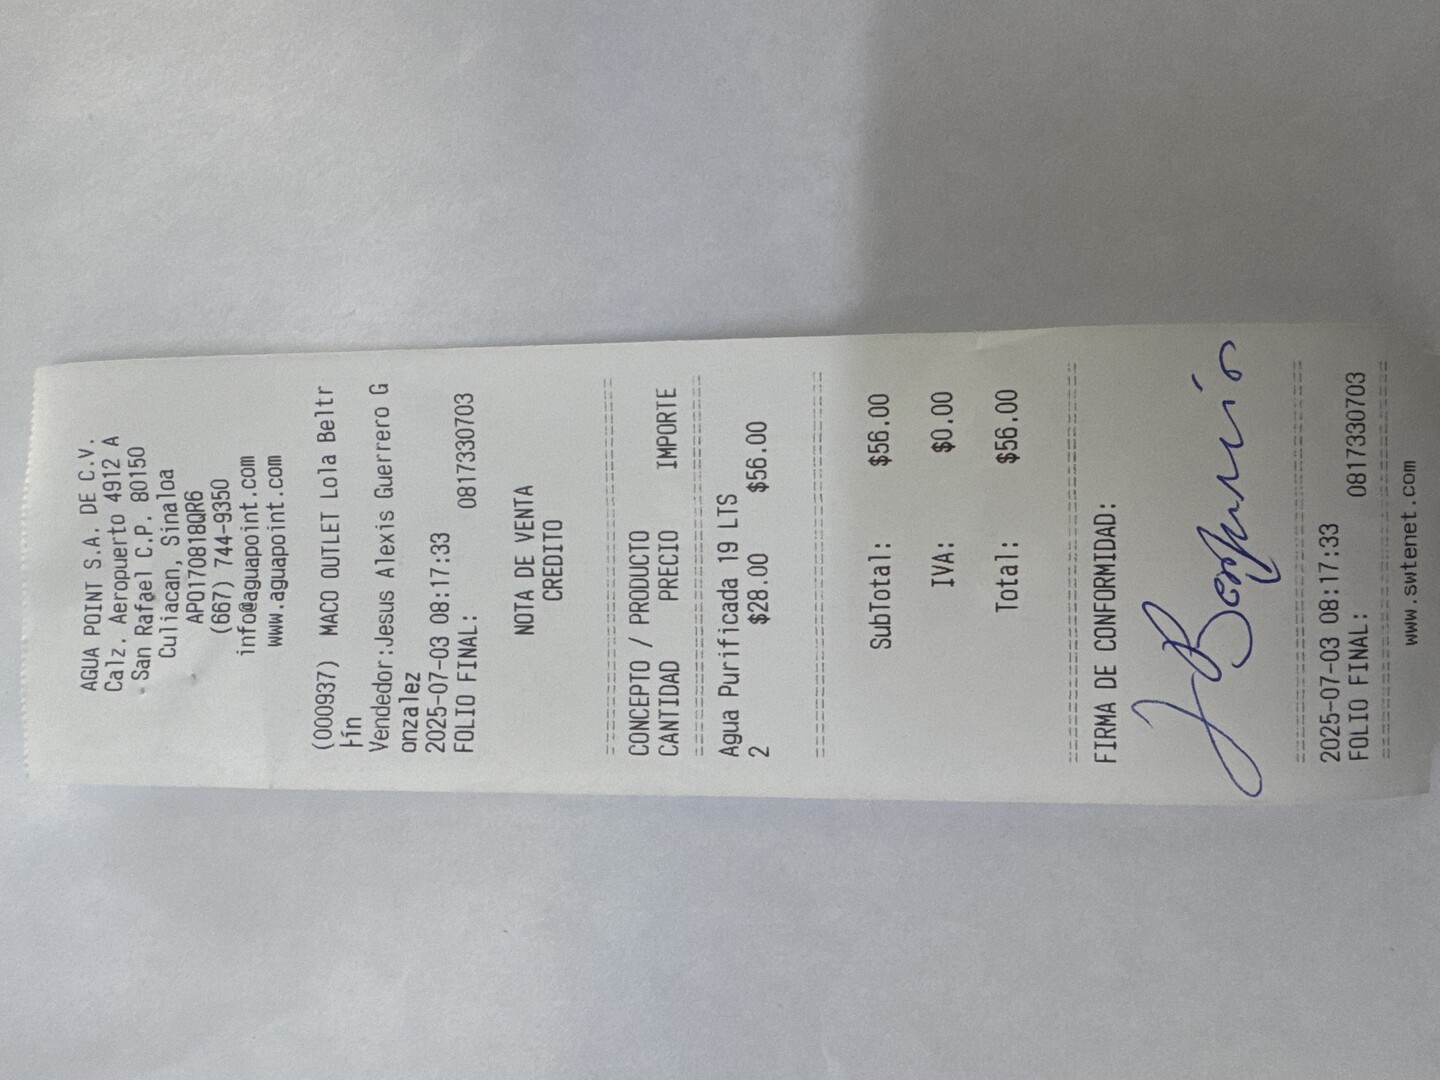 AGUA POINT S.A. DE C.V.
Calz. Aeropuerto 4912 A
San Rafael C.P. 80150
Culiacan, Sinaloa
APO170818QR6
(667) 744-9350
info@aguapoint.com
www.aguapoint.com
(000937) MACO OUTLET Lola Beltr
Fín
Vendedor:Jesus Alexis Guerrero G
onzalez
2025-07-03 08:17:33
FOLIO FINAL: 0817330703
NOTA DE VENTA
CREDITO
CONCEPTO / PRODUCTO
CANTIDAD PRECIO IMPORTE
Agua Purificada 19 LTS
2 $28.00 $56.00
SubTotal: $56.00
IVA: $0.00
Total: $56.00
FIRMA DE CONFORMIDAD:
2025-07-03 08:17:33
FOLIO FINAL: 0817330703
www.swtenet.com